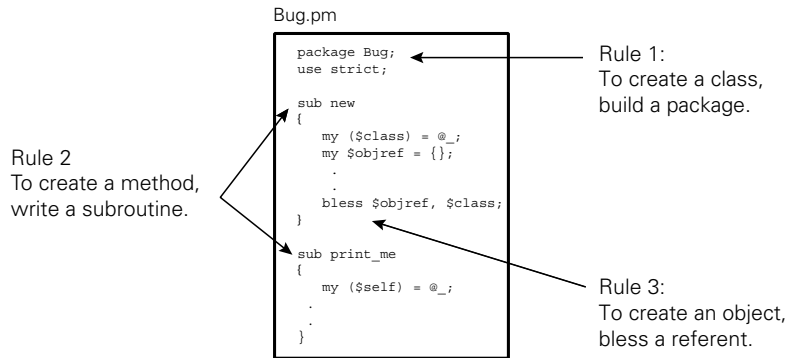 Bug.pm
package Bug;
use strict;
sub new
{
my ($class) = @_;
my $objref = {};
.
.
bless $objref, $class;
}
sub print_me
{
my ($self) = @_;
.
.
}
Rule 1:
To create a class,
build a package.
Rule 2
To create a method,
write a subroutine.
Rule 3:
To create an object,
bless a referent.